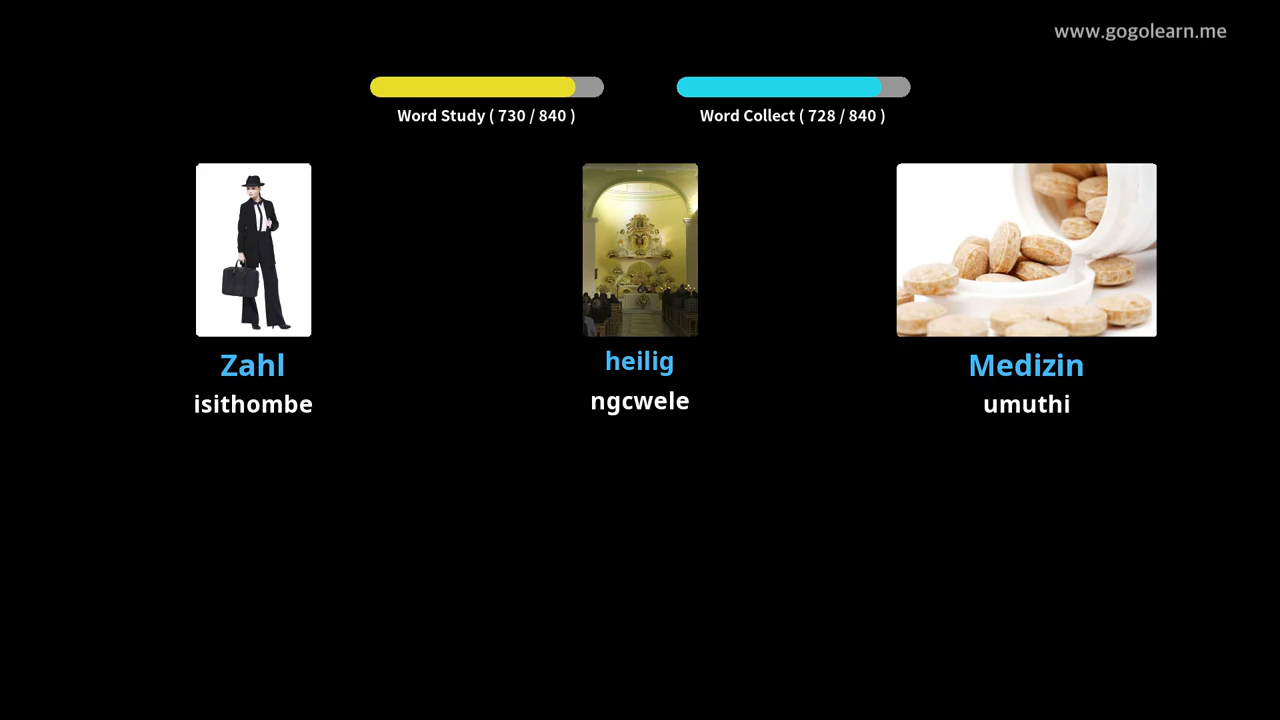 www.gogolearn.me
Word Study ( 730 / 840 )
Word Collect ( 728 / 840 )
Zahl
isithombe
heilig
ngcwele
Medizin
umuthi